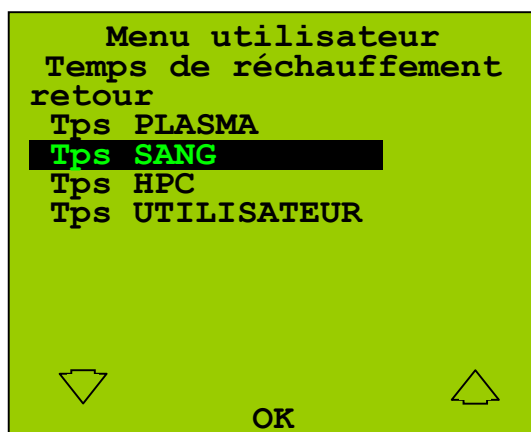 Menu utilisateur
Temps de réchauffement
retour
Tps PLASMA
Tps SANG
Tps HPC
Tps UTILISATEUR
OK